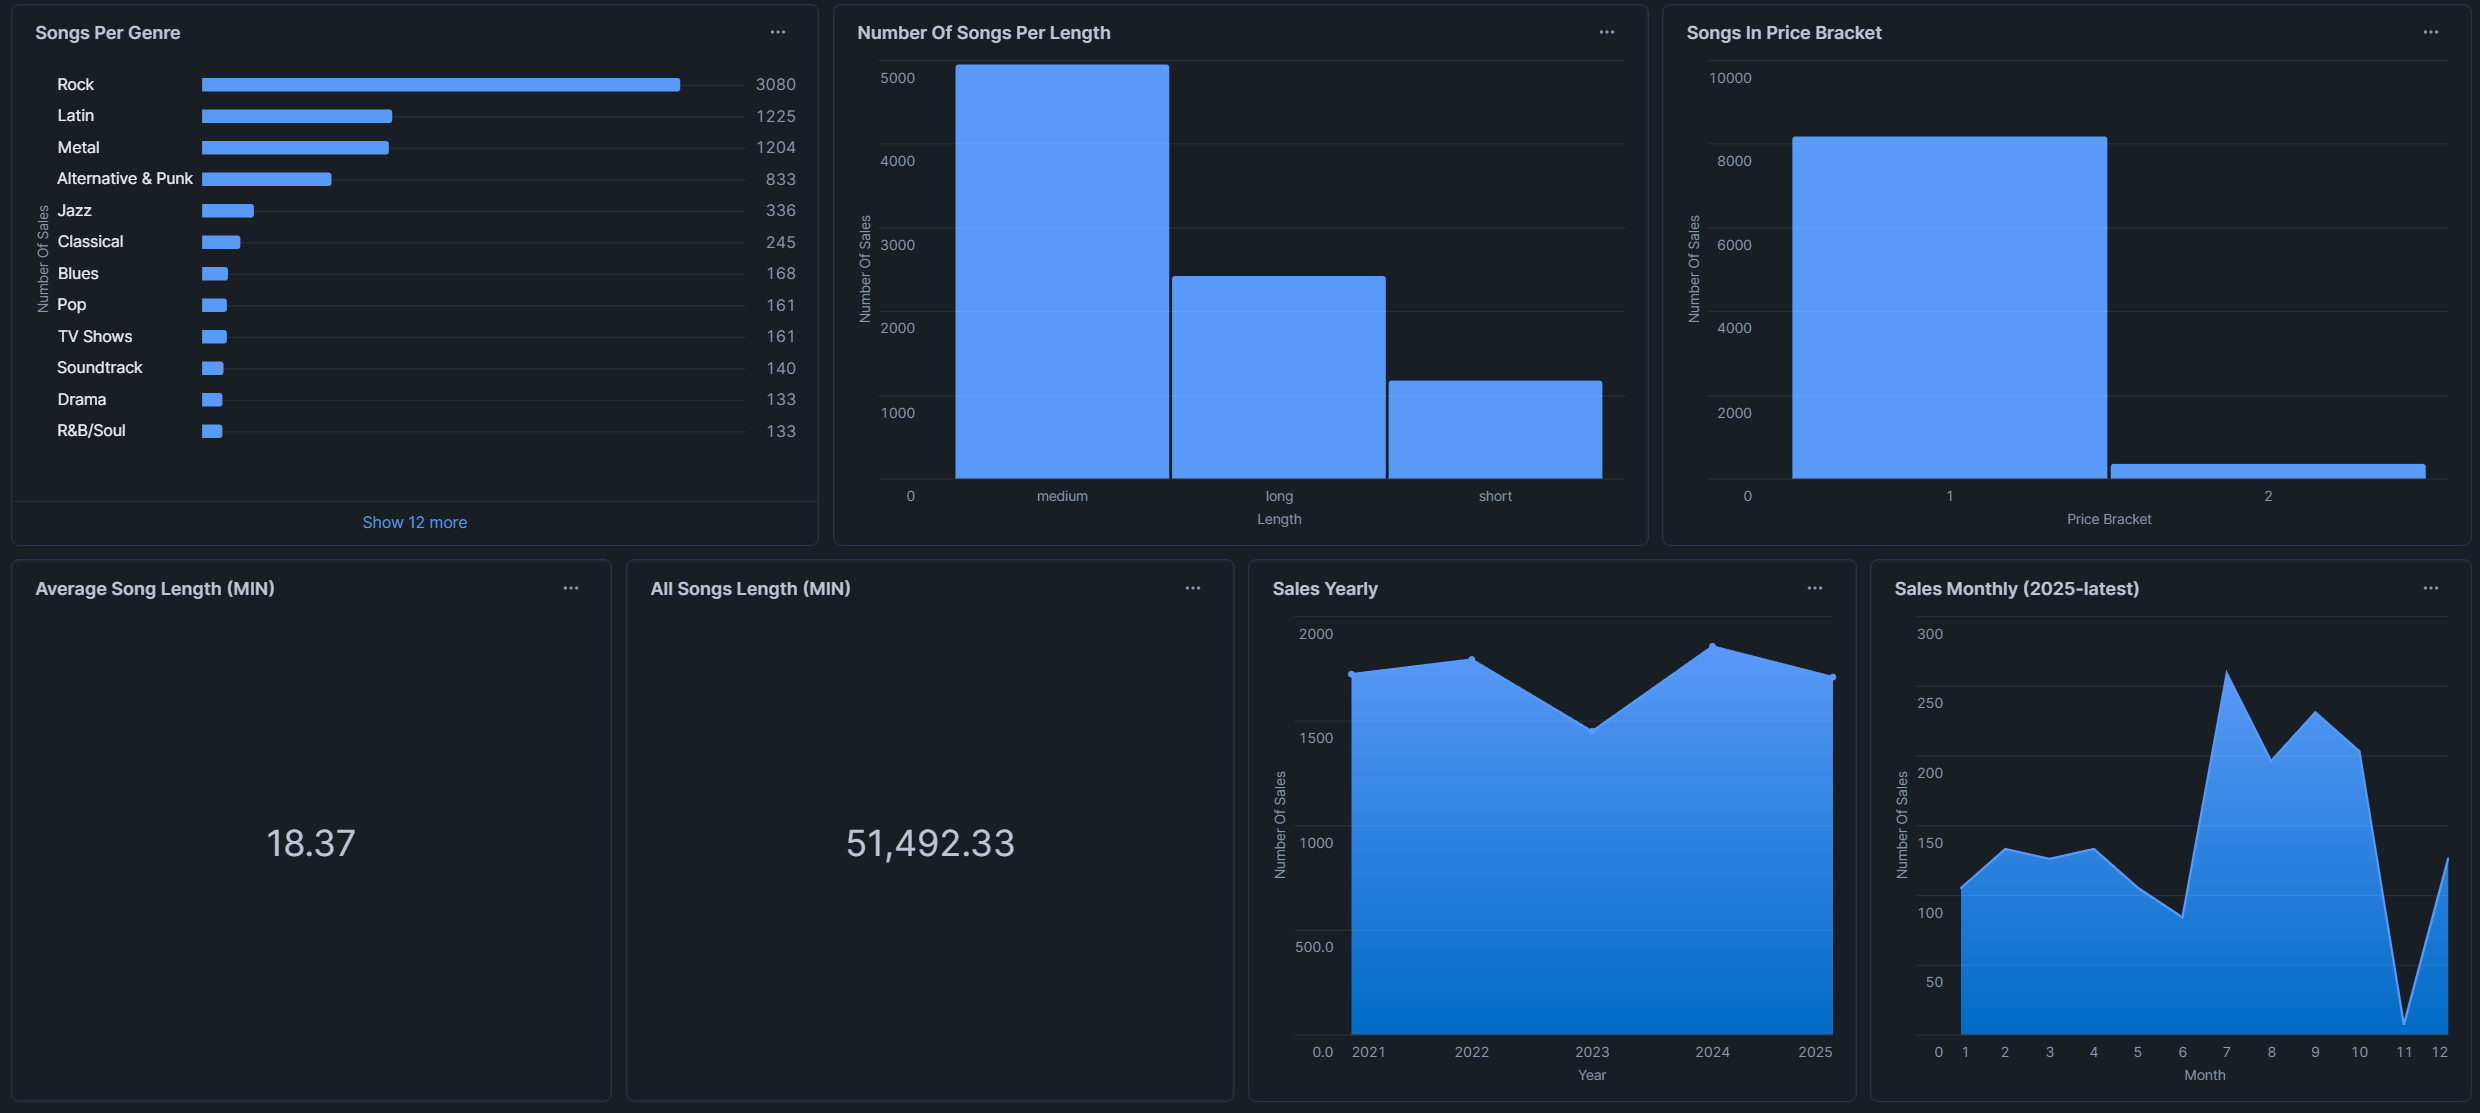 Songs Per Genre
...
Number Of Sales
Rock 3080
Latin 1225
Metal 1204
Alternative & Punk 833
Jazz 336
Classical 245
Blues 168
Pop 161
TV Shows 161
Soundtrack 140
Drama 133
R&B/Soul 133
Show 12 more
Number Of Songs Per Length
...
Number Of Sales
5000
4000
3000
2000
1000
0
medium long short
Length
Songs In Price Bracket
...
Number Of Sales
10000
8000
6000
4000
2000
0
1 2
Price Bracket
Average Song Length (MIN)
...
18.37
All Songs Length (MIN)
...
51,492.33
Sales Yearly
...
Number Of Sales
2000
1500
1000
500.0
0.0
2021 2022 2023 2024 2025
Year
Sales Monthly (2025-latest)
...
Number Of Sales
300
250
200
150
100
50
0
1 2 3 4 5 6 7 8 9 10 11 12
Month